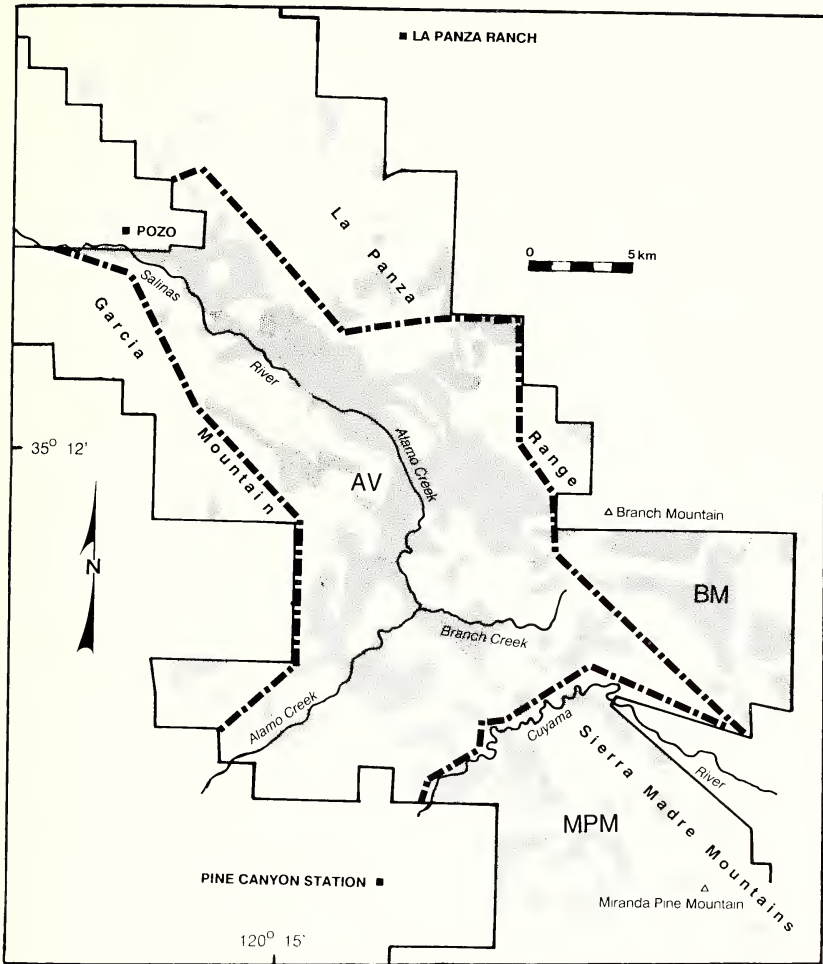 LA PANZA RANCH
POZO
La Panza
0 5 km
Salinas
Garcia
River
35° 12'
Mountain
Alamo Creek
Range
AV
Branch Mountain
N
BM
Branch Creek
Alamo Creek
Cuyama
Sierra Madre Mountains
River
MPM
PINE CANYON STATION
Miranda Pine Mountain
120° 15'